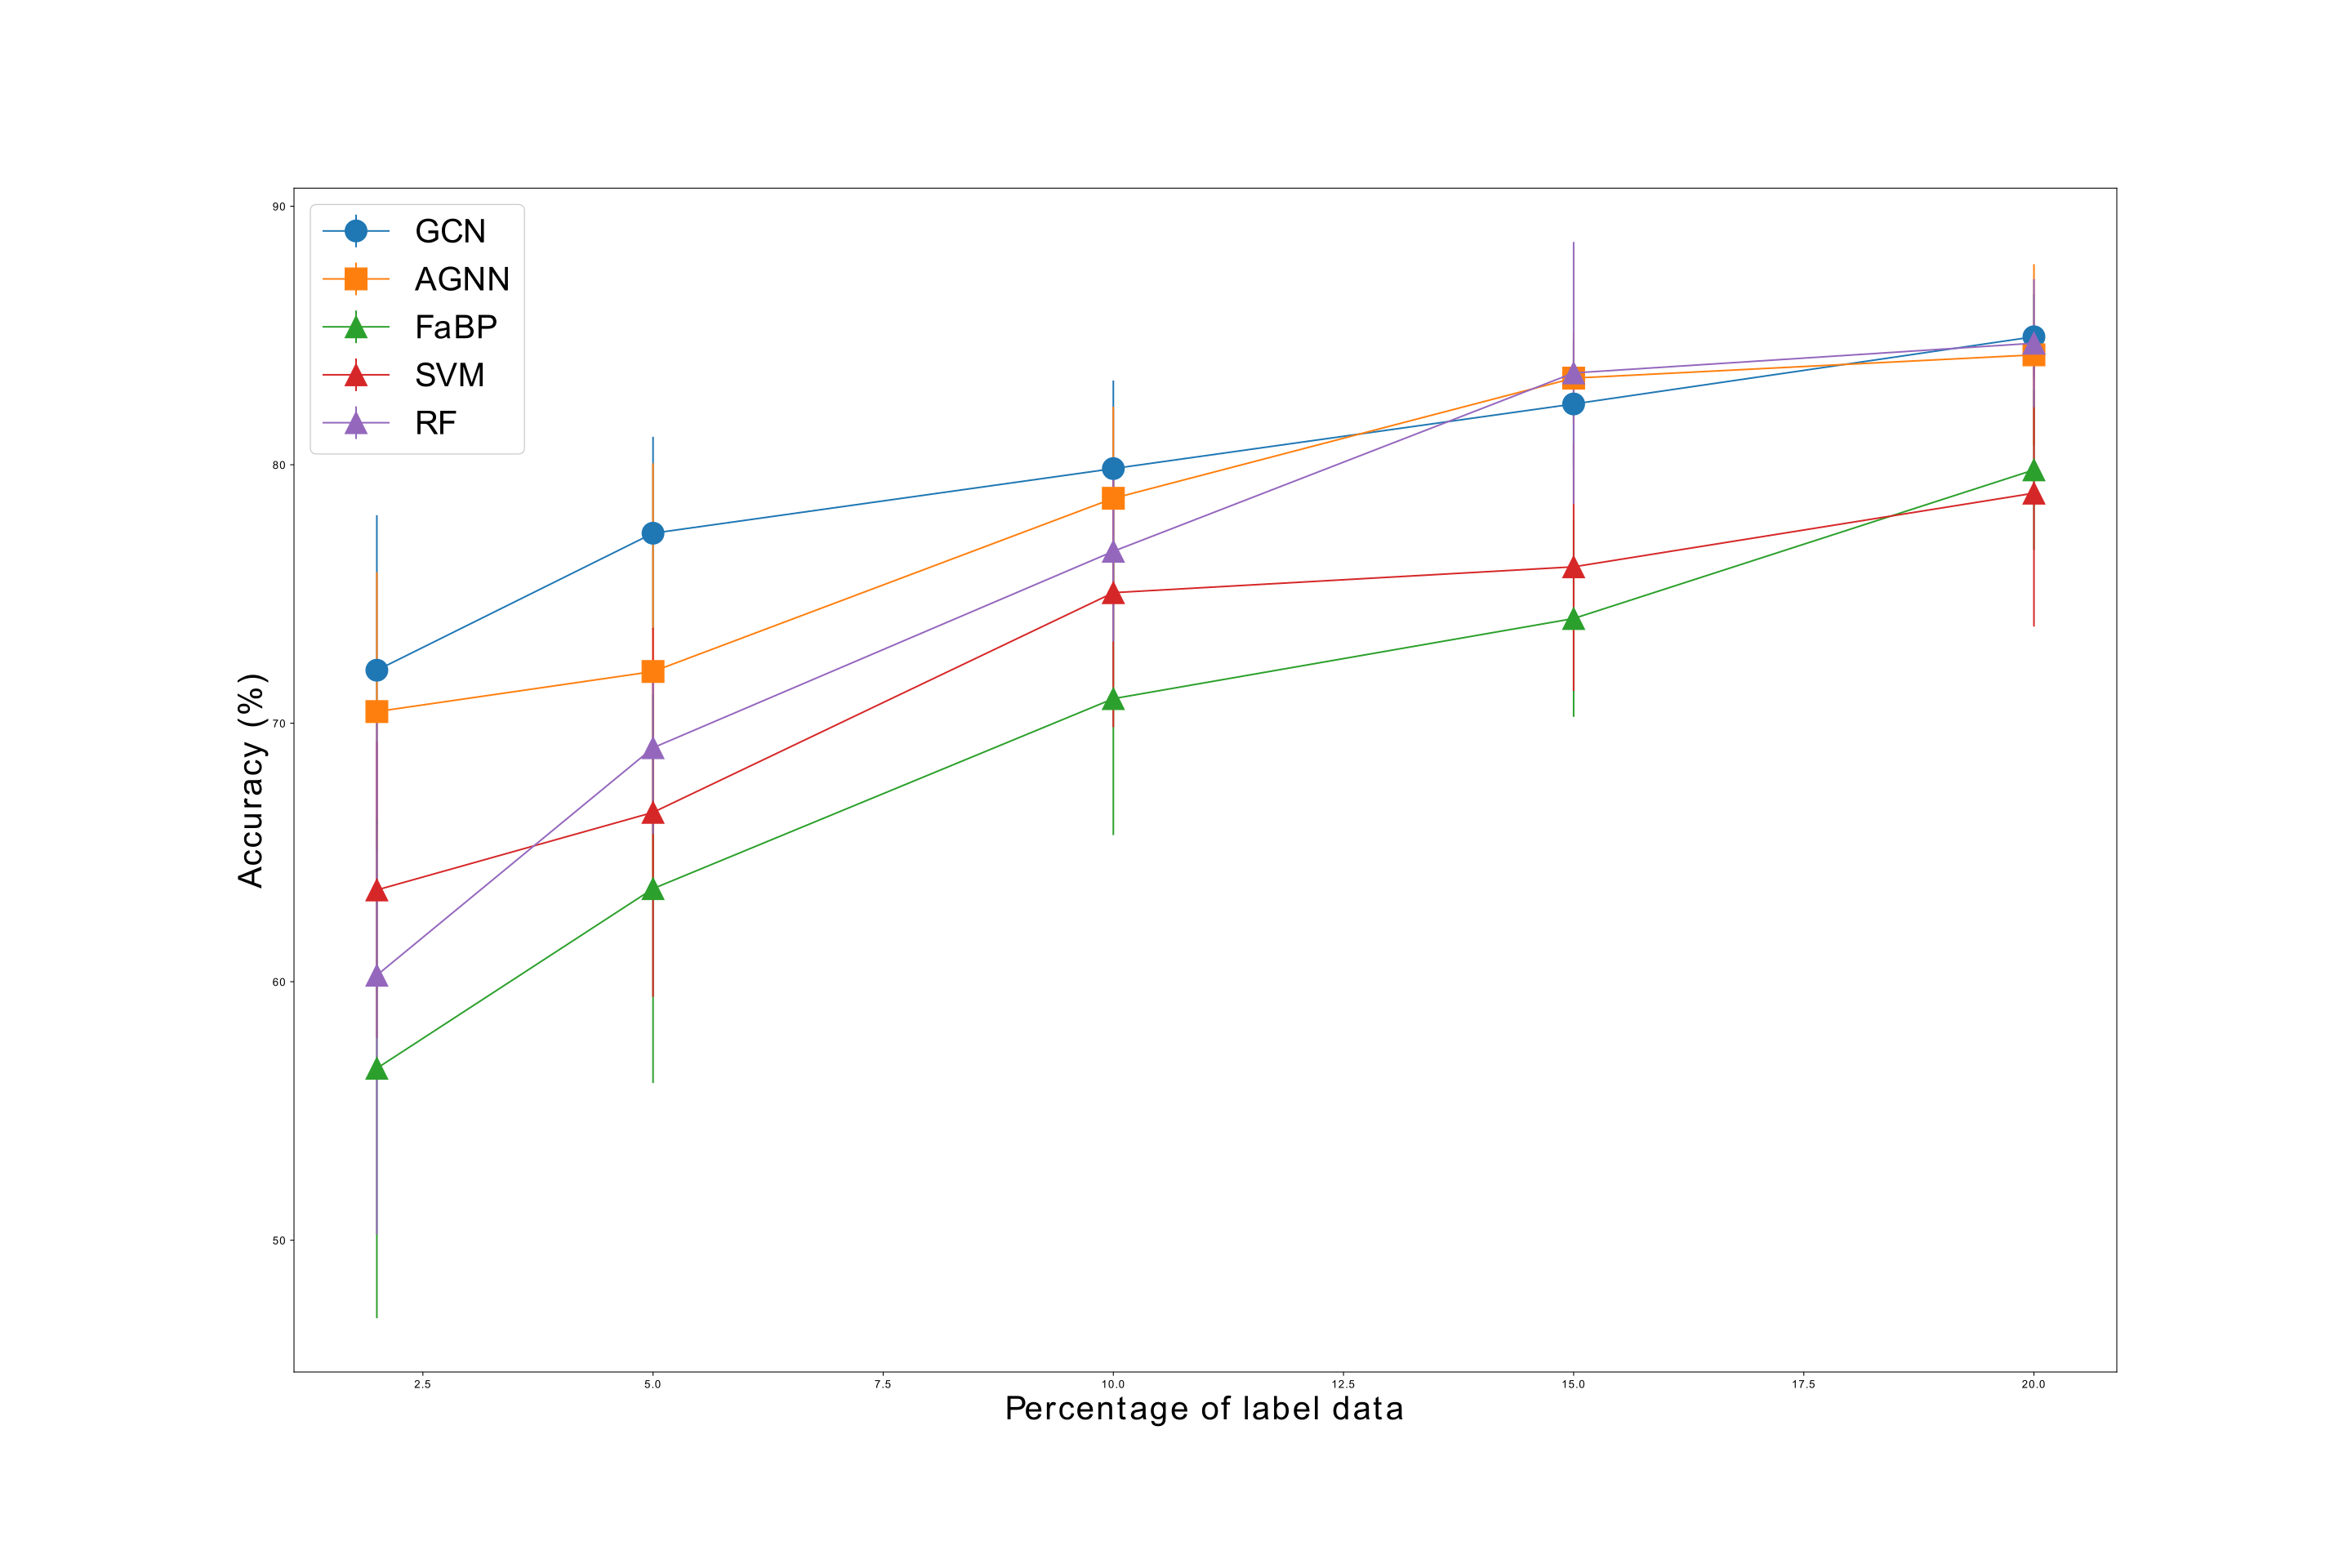 GCN
AGNN
FaBP
SVM
RF
90
80
70
60
50
Accuracy (%)
2.5 5.0 7.5 10.0 12.5 15.0 17.5 20.0
Percentage of label data